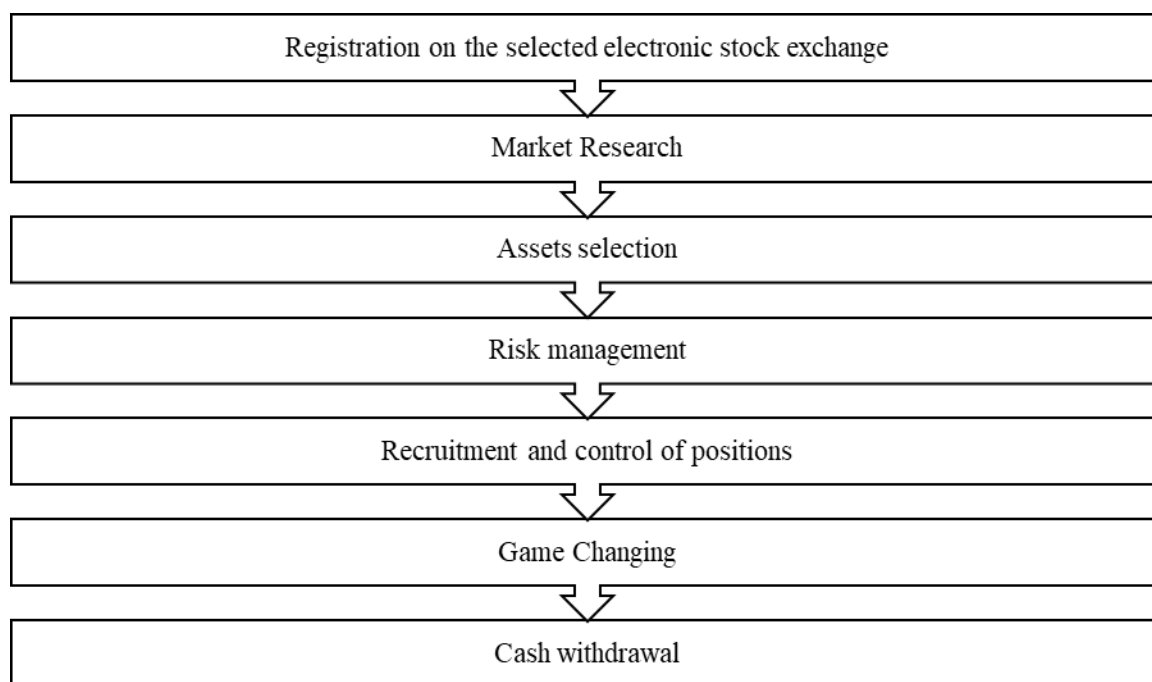 Registration on the selected electronic stock exchange
Market Research
Assets selection
Risk management
Recruitment and control of positions
Game Changing
Cash withdrawal